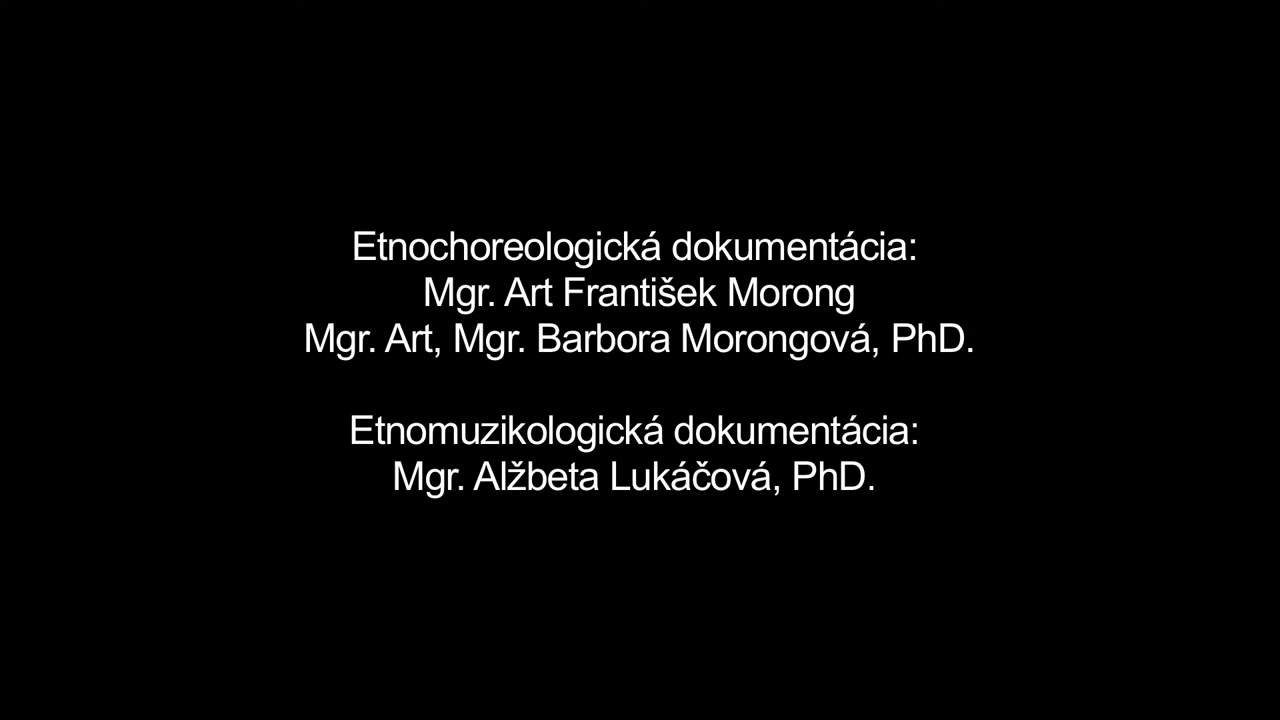 Etnochoreologická dokumentácia:
Mgr. Art František Morong
Mgr. Art, Mgr. Barbora Morongová, PhD.
Etnomuzikologická dokumentácia:
Mgr. Alžbeta Lukáčová, PhD.